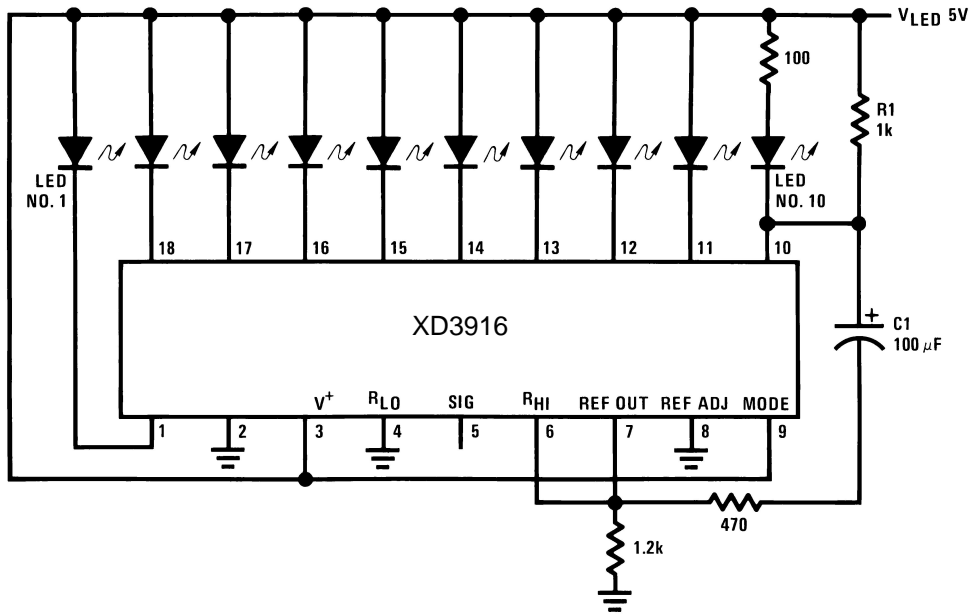 V_LED 5V
100
R1
1k
LED
NO. 1
LED
NO. 10
18
17
16
15
14
13
12
11
10
XD3916
+
C1
100 μF
V+
RLO
SIG
RHI
REF OUT
REF ADJ
MODE
1
2
3
4
5
6
7
8
9
470
1.2k